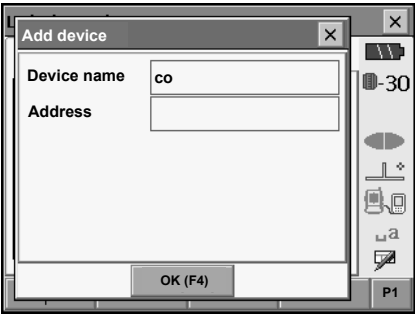 Add device
Device name
co
Address
OK (F4)
-30
a
P1